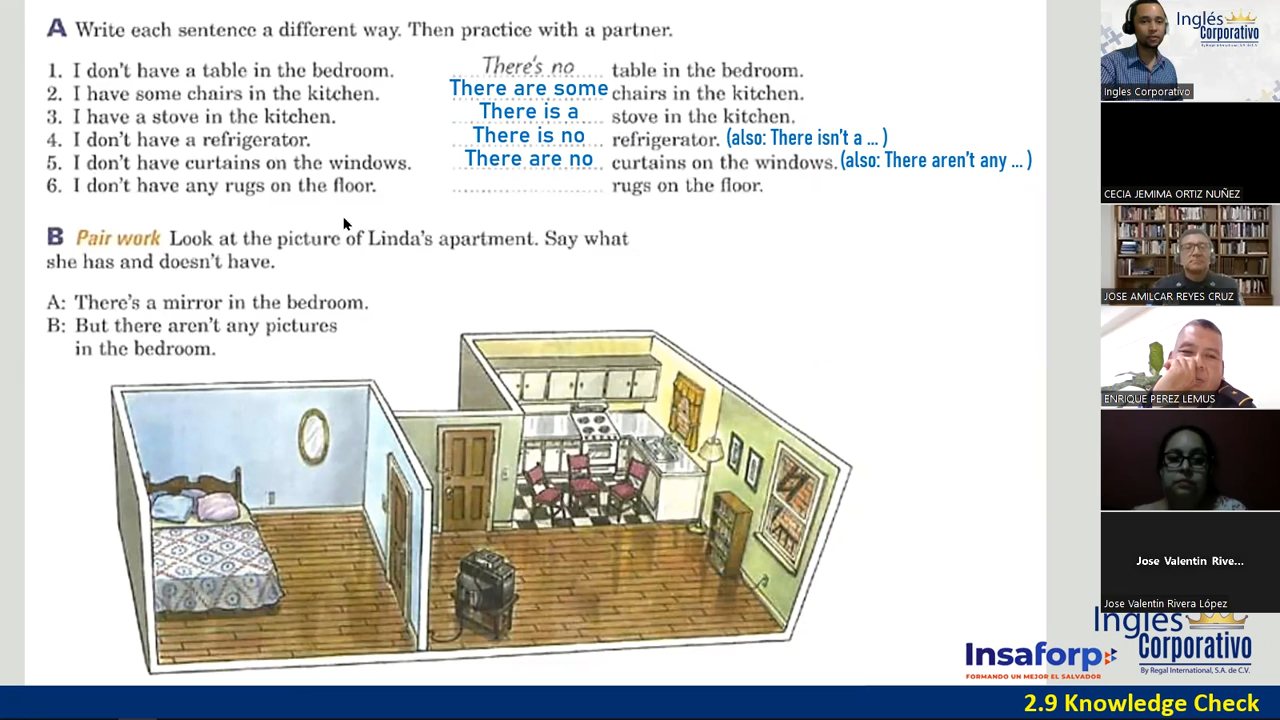 A Write each sentence a different way. Then practice with a partner.
1. I don't have a table in the bedroom. There's no table in the bedroom.
2. I have some chairs in the kitchen. There are some chairs in the kitchen.
3. I have a stove in the kitchen. There is a stove in the kitchen.
4. I don't have a refrigerator. There is no refrigerator. (also: There isn't a ... )
5. I don't have curtains on the windows. There are no curtains on the windows. (also: There aren't any ... )
6. I don't have any rugs on the floor. rugs on the floor.
B Pair work Look at the picture of Linda's apartment. Say what
she has and doesn't have.
A: There's a mirror in the bedroom.
B: But there aren't any pictures
in the bedroom.
Inglés
Corporativo
By Regal International, S.A. de C.V.
Ingles Corporativo
CECIA JEMIMA ORTIZ NUÑEZ
JOSE AMILCAR REYES CRUZ
ENRIQUE PEREZ LEMUS
Jose Valentin Rive...
Jose Valentin Rivera López
Inglés
Corporativo
By Regal International, S.A. de C.V.
Insaforp
FORMANDO UN MEJOR EL SALVADOR
2.9 Knowledge Check